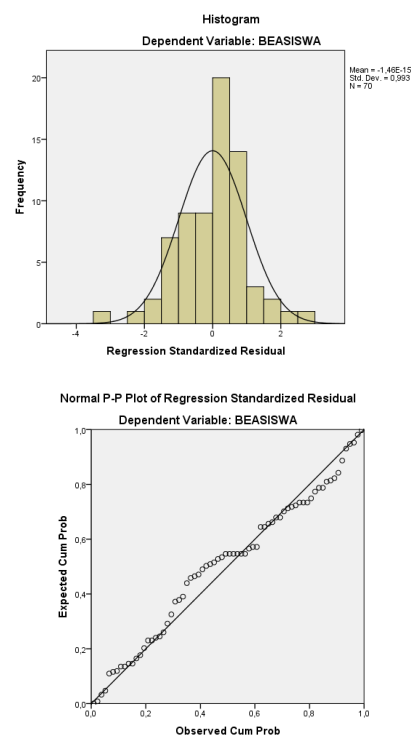 Histogram
Dependent Variable: BEASISWA
Mean = -1,46E-15
Std. Dev. = 0,993
N = 70
Frequency
20
15
10
5
0
-4
-2
0
2
Regression Standardized Residual
Normal P-P Plot of Regression Standardized Residual
Dependent Variable: BEASISWA
Expected Cum Prob
1,0
0,8
0,6
0,4
0,2
0,0
0,0
0,2
0,4
0,6
0,8
1,0
Observed Cum Prob